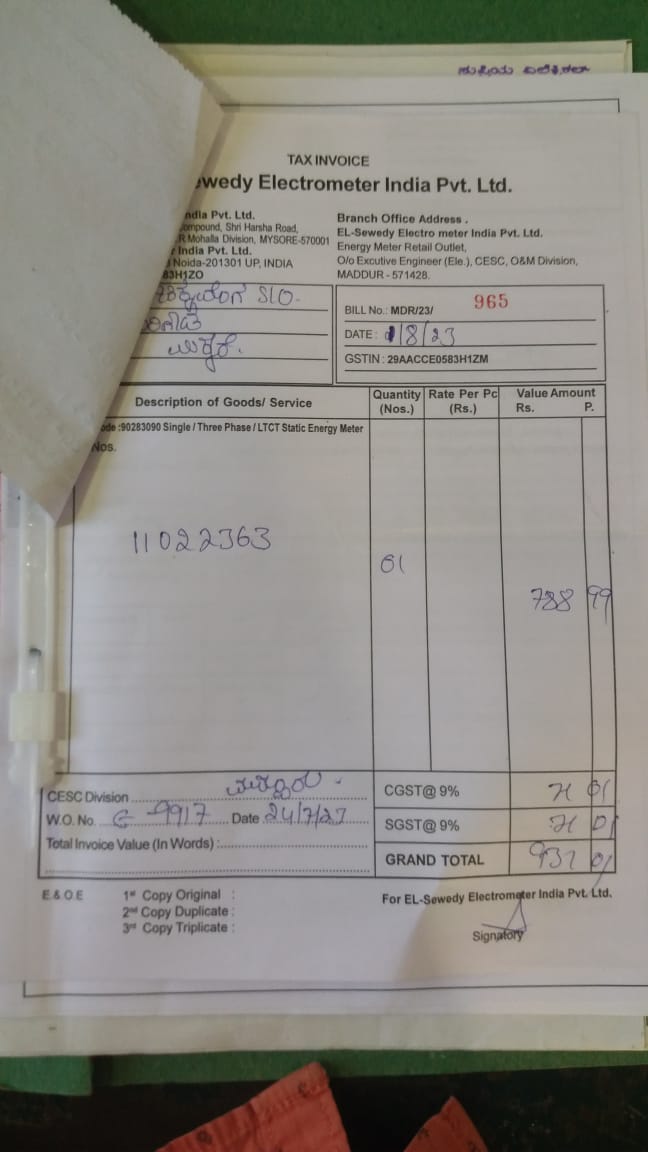 ಸುಪ್ರಿಯ ಎಲೆಕ್ಟ್ರಿಕಲ್
TAX INVOICE
ewedy Electrometer India Pvt. Ltd.
ndia Pvt. Ltd.
ompound, Shri Harsha Road,
R Mohalla Division, MYSORE-570001
r India Pvt. Ltd.
Noida-201301 UP, INDIA
83H1ZO
Branch Office Address .
EL-Sewedy Electro meter India Pvt. Ltd.
Energy Meter Retail Outlet,
O/o Excutive Engineer (Ele.), CESC, O&M Division,
MADDUR - 571428.
S/O.
BILL No.: MDR/23/ 965
DATE : 1/8/23
GSTIN : 29AACCE0583H1ZM
Description of Goods/ Service Quantity (Nos.) Rate Per Pc (Rs.) Value Amount Rs. P.
ode :90283090 Single / Three Phase / LTCT Static Energy Meter
Nos.
11022363
01
788 99
CESC Division ಮದ್ದೂರು.
CGST@ 9% 71 01
W.O. No. E-9917 Date 24/7/23
SGST@ 9% 71 01
Total Invoice Value (In Words) :
GRAND TOTAL 931 01
E & O E 1st Copy Original :
2nd Copy Duplicate :
3rd Copy Triplicate :
For EL-Sewedy Electrometer India Pvt. Ltd.
Signatory